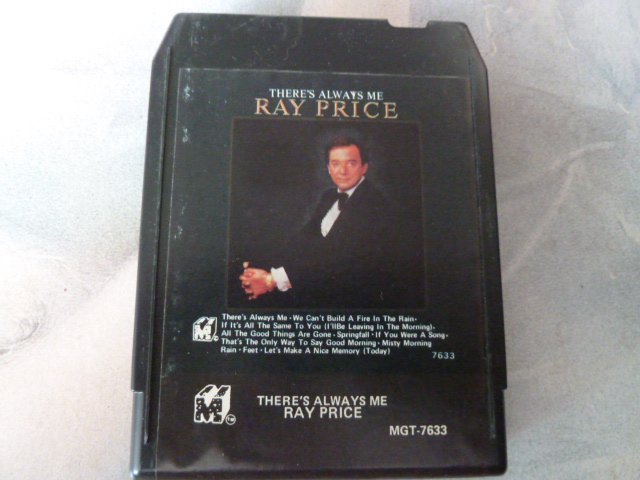 THERE'S ALWAYS ME
RAY PRICE
There's Always Me • We Can't Build A Fire In The Rain •
If It's All The Same To You (I'llBe Leaving In The Morning) •
All The Good Things Are Gone • Springfall • If You Were A Song •
That's The Only Way To Say Good Morning • Misty Morning
Rain • Feet • Let's Make A Nice Memory (Today)
7633
M
M
TM
THERE'S ALWAYS ME
RAY PRICE
MGT-7633